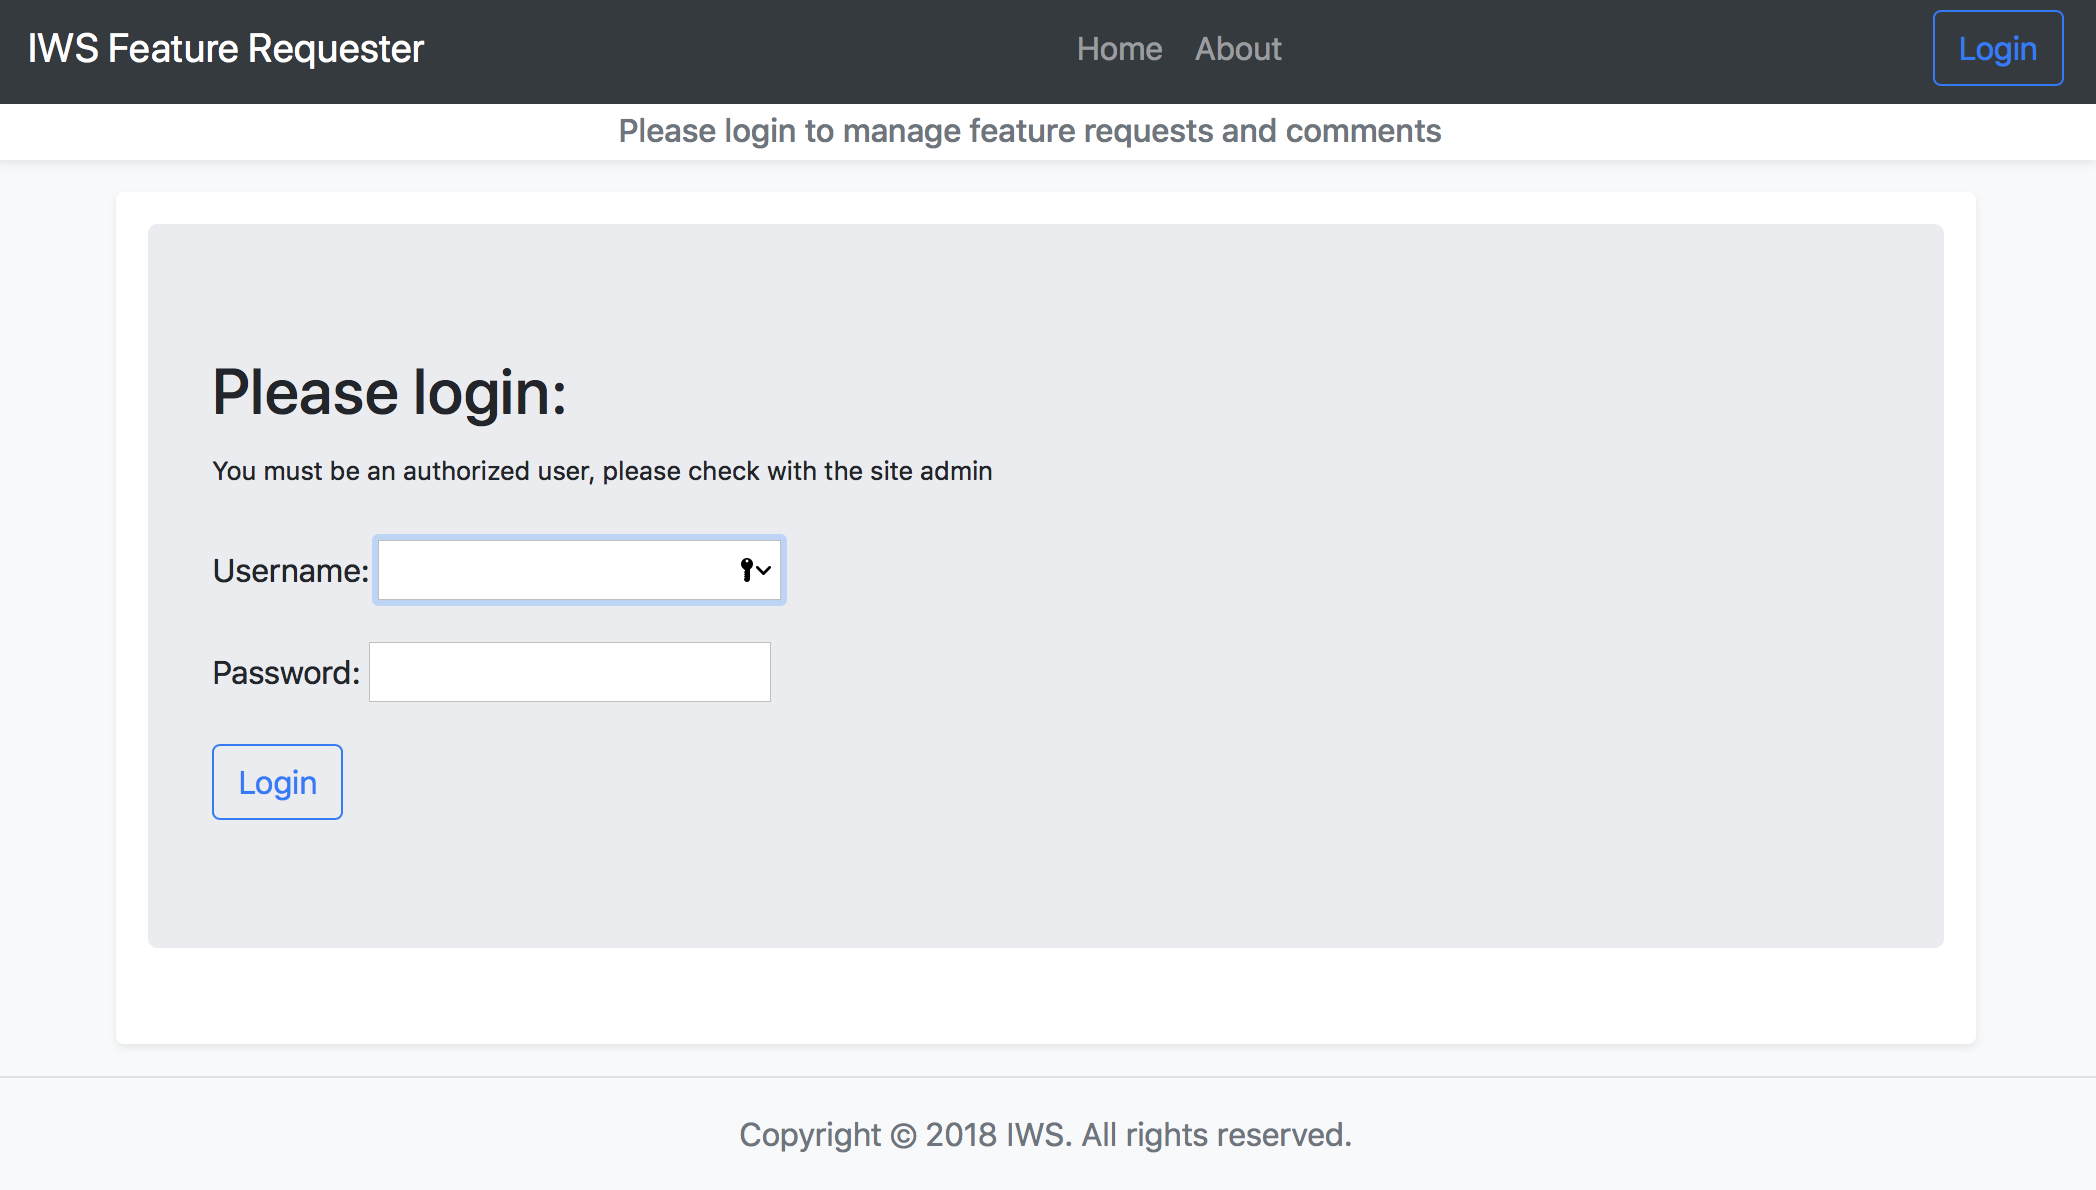 IWS Feature Requester
Home About
Login
Please login to manage feature requests and comments
Please login:
You must be an authorized user, please check with the site admin
Username:
Password:
Login
Copyright © 2018 IWS. All rights reserved.